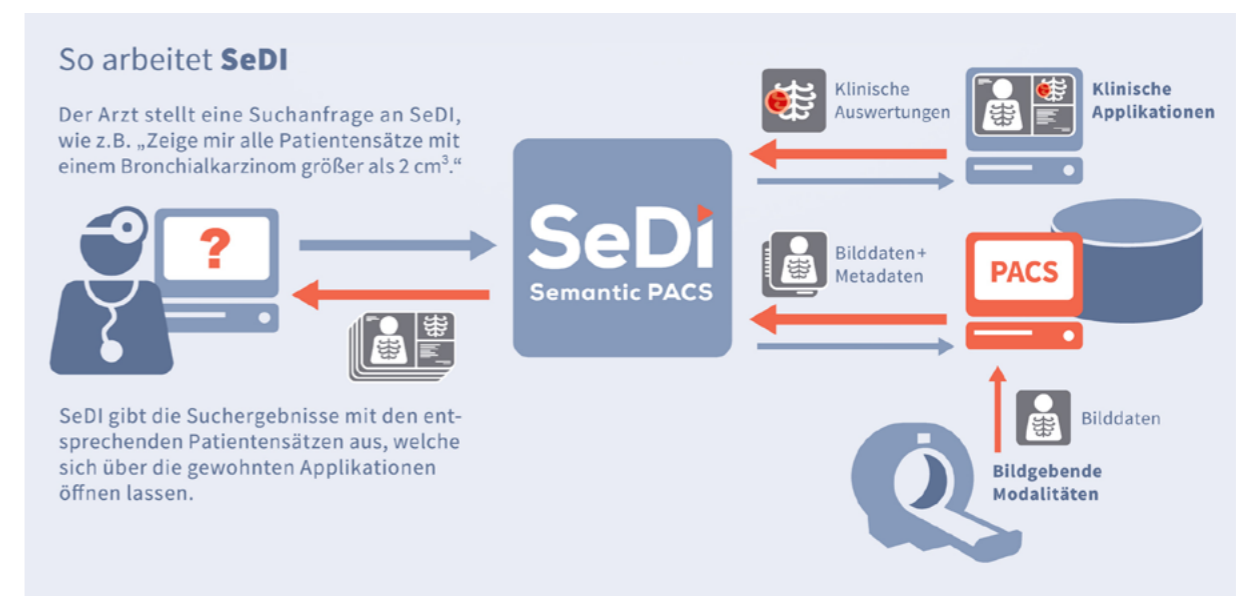 So arbeitet SeDI
Der Arzt stellt eine Suchanfrage an SeDI,
wie z.B. „Zeige mir alle Patientensätze mit
einem Bronchialkarzinom größer als 2 cm³.“
?
SeDI gibt die Suchergebnisse mit den ent-
sprechenden Patientensätzen aus, welche
sich über die gewohnten Applikationen
öffnen lassen.
SeDi
Semantic PACS
Klinische
Auswertungen
Klinische
Applikationen
Bilddaten+
Metadaten
PACS
Bilddaten
Bildgebende
Modalitäten